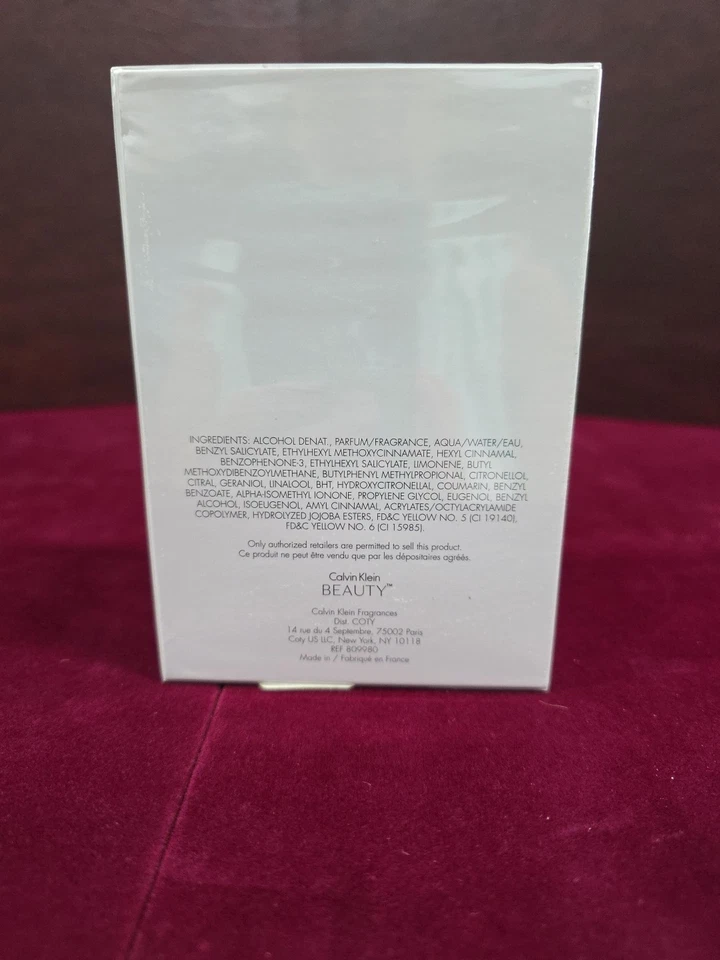 INGREDIENTS: ALCOHOL DENAT., PARFUM/FRAGRANCE, AQUA/WATER/EAU,
BENZYL SALICYLATE, ETHYLHEXYL METHOXYCINNAMATE, HEXYL CINNAMAL,
BENZOPHENONE-3, ETHYLHEXYL SALICYLATE, LIMONENE, BUTYL
METHOXYDIBENZOYLMETHANE, BUTYLPHENYL METHYLPROPIONAL, CITRONELLOL,
CITRAL, GERANIOL, LINALOOL, BHT, HYDROXYCITRONELLAL, COUMARIN, BENZYL
BENZOATE, ALPHA-ISOMETHYL IONONE, PROPYLENE GLYCOL, EUGENOL, BENZYL
ALCOHOL, ISOEUGENOL, AMYL CINNAMAL, ACRYLATES/OCTYLACRYLAMIDE
COPOLYMER, HYDROLYZED JOJOBA ESTERS, FD&C YELLOW NO. 5 (CI 19140),
FD&C YELLOW NO. 6 (CI 15985).
Only authorized retailers are permitted to sell this product.
Ce produit ne peut être vendu que par les dépositaires agréés.
Calvin Klein
BEAUTY™
Calvin Klein Fragrances
Dist. COTY
14 rue du 4 Septembre, 75002 Paris
Coty US LLC, New York, NY 10118
REF 809980
Made in / Fabriqué en France